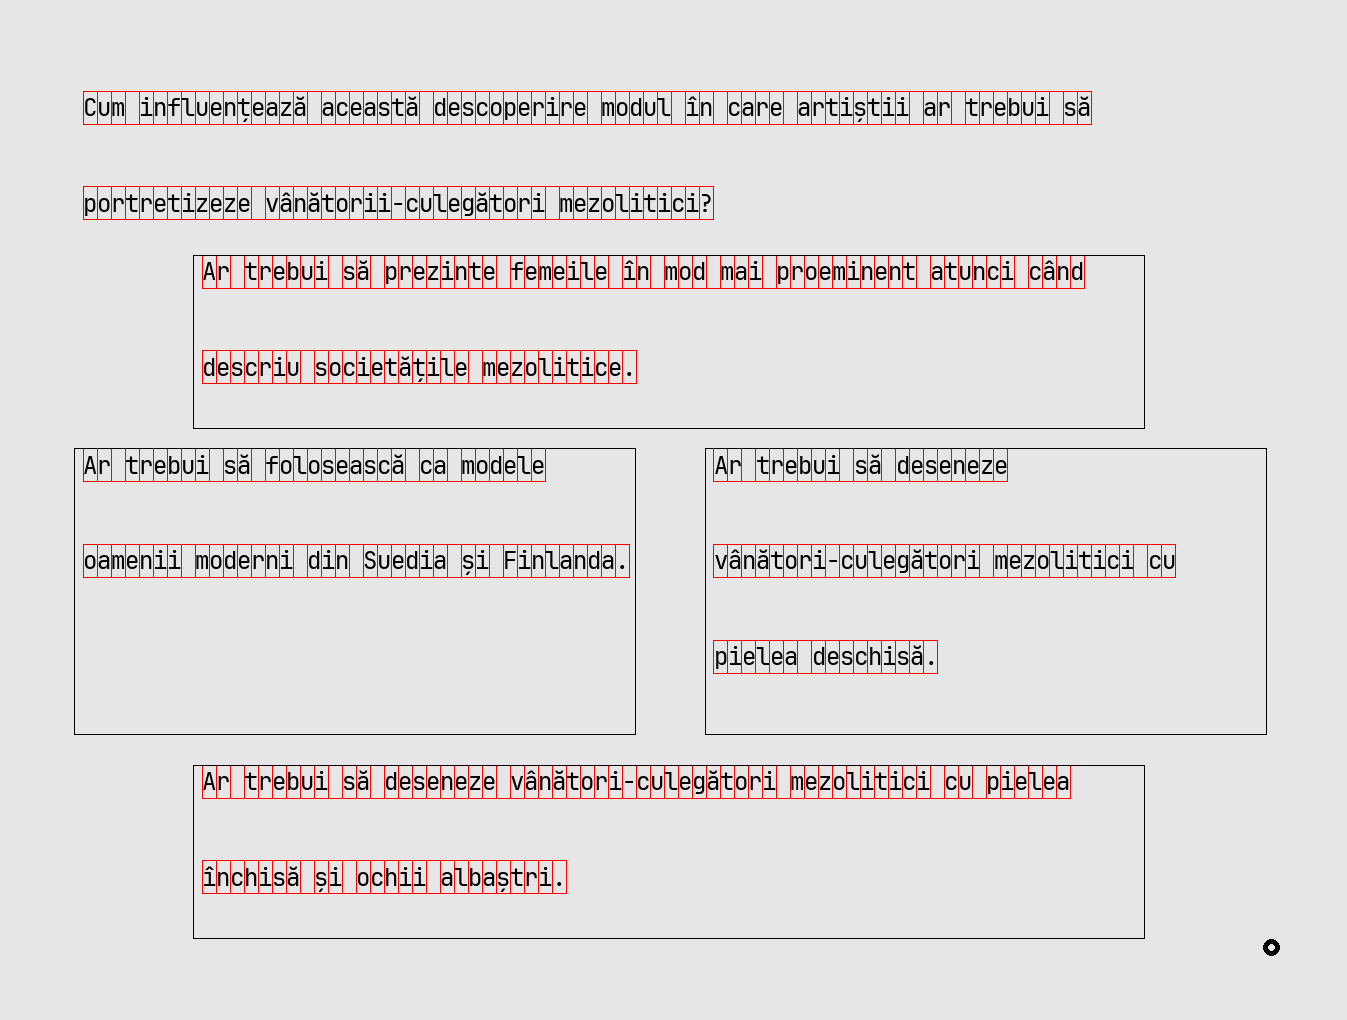 Cum influențează această descoperire modul în care artiștii ar trebui să
portretizeze vânătorii-culegători mezolitici?
Ar trebui să prezinte femeile în mod mai proeminent atunci când
descriu societățile mezolitice.
Ar trebui să folosească ca modele
oamenii moderni din Suedia și Finlanda.
Ar trebui să deseneze
vânători-culegători mezolitici cu
pielea deschisă.
Ar trebui să deseneze vânători-culegători mezolitici cu pielea
închisă și ochii albaștri.